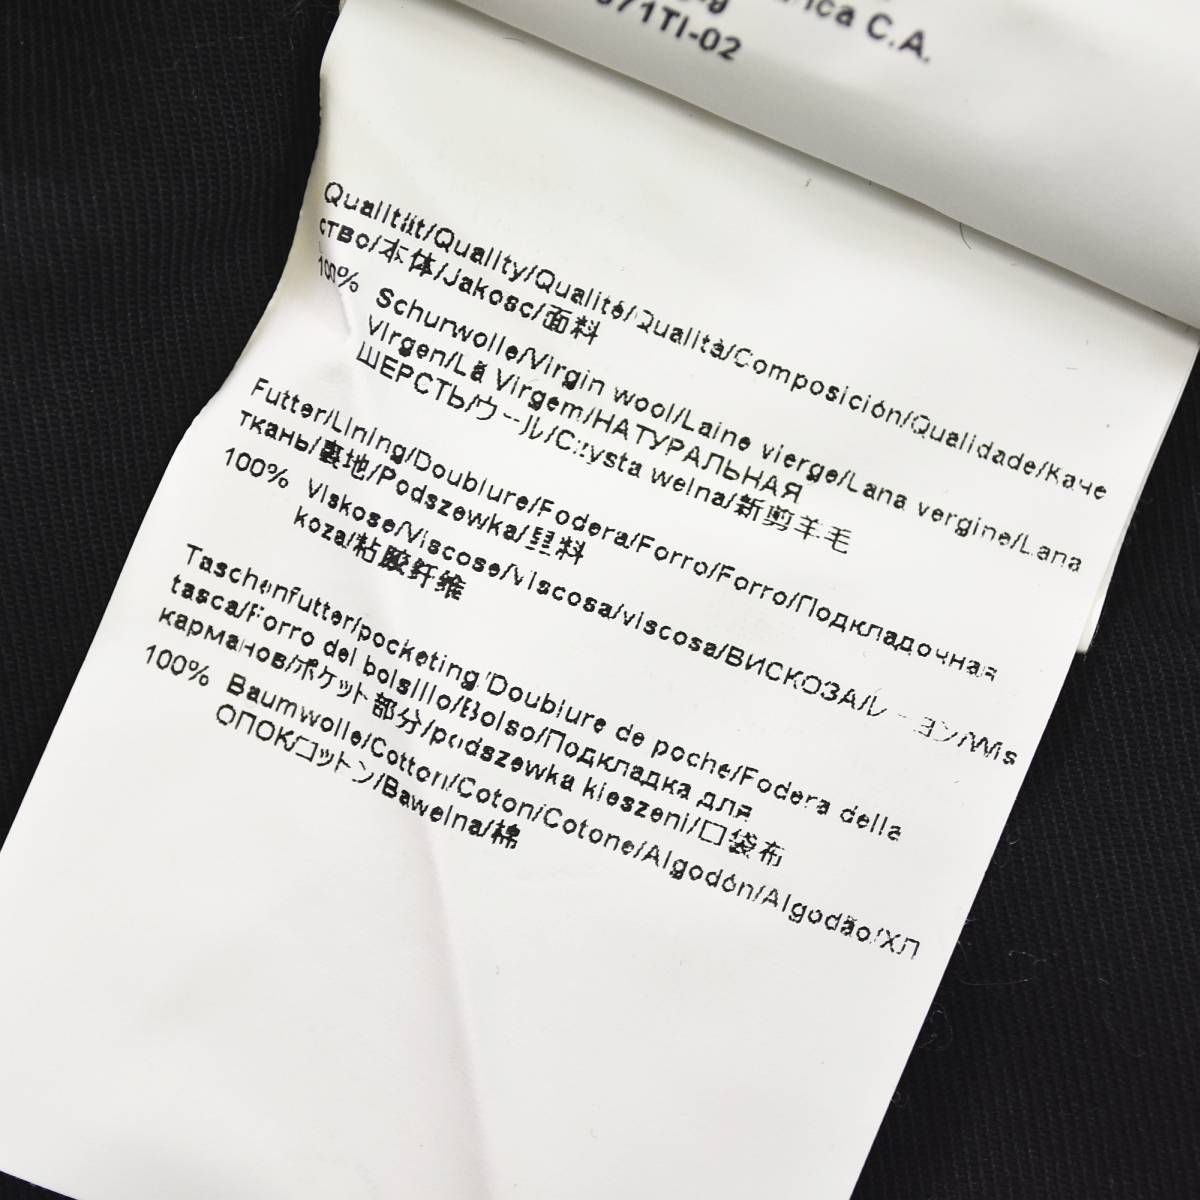 C.A.
71TI-02
Qualität/Quality/Qualité/Qualità/Composición/Qualidade/Каче
ство/本体/Jakosc/面料
100% Schurwolle/Virgin wool/Laine vierge/Lana vergine/Lana
Virgen/Lã Virgem/НАТУРАЛЬНАЯ
ШЕРСТЬ/ウール/Czysta welna/新剪羊毛
Futter/Lining/Doublure/Fodera/Forro/Forro/Подкладочная
ткань/裏地/Podszewka/里料
100% Viskose/Viscose/viscosa/viscosa/ВИСКОЗА/レーヨン/Wis
koza/粘胶纤维
Taschenfutter/pocketing/Doublure de poche/Fodera della
tasca/Forro del bolsillo/Bolso/Подкладка для
карманов/ポケット部分/podszewka kieszeni/口袋布
100% Baumwolle/Cotton/Coton/Cotone/Algodón/Algodão/ХЛ
ОПОК/コットン/Bawelna/棉